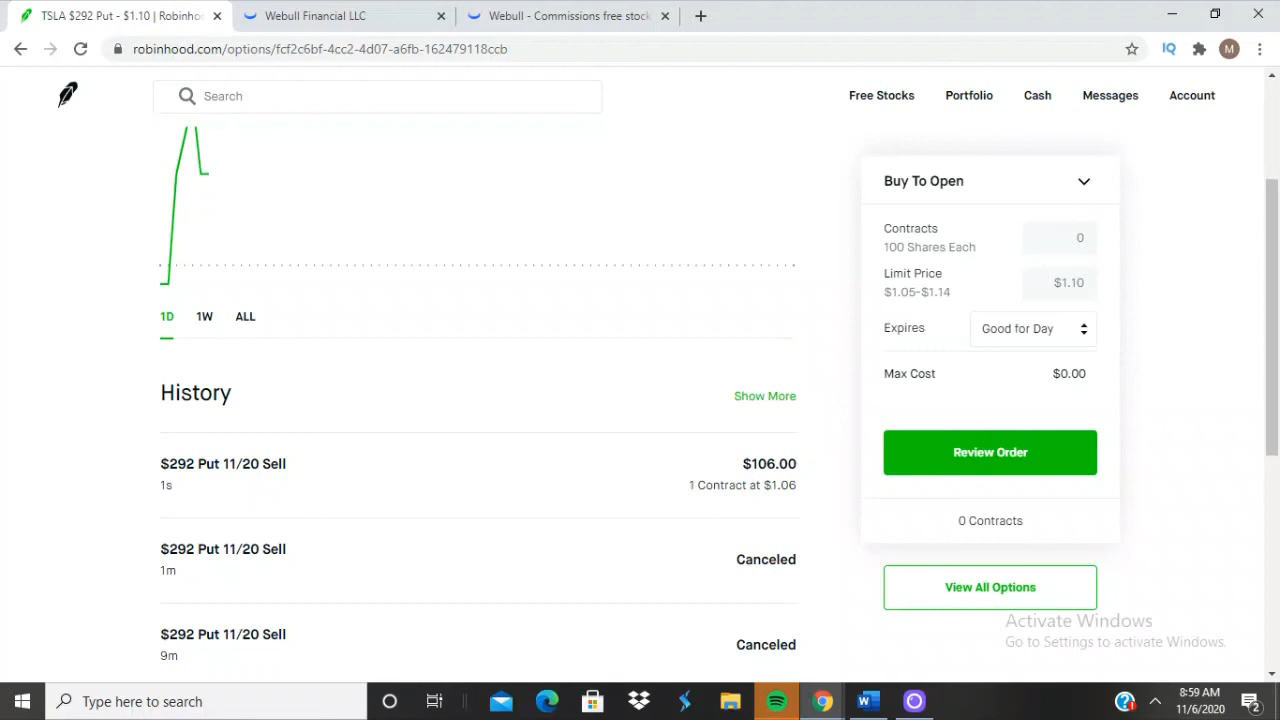 TSLA $292 Put - $1.10 | Robinhoo
Webull Financial LLC
Webull - Commissions free stock
robinhood.com/options/fcf2c6bf-4cc2-4d07-a6fb-162479118ccb
IQ
M
Search
Free Stocks
Portfolio
Cash
Messages
Account
1D
1W
ALL
History
Show More
$292 Put 11/20 Sell
$106.00
1s
1 Contract at $1.06
$292 Put 11/20 Sell
Canceled
1m
$292 Put 11/20 Sell
Canceled
9m
Buy To Open
Contracts
0
100 Shares Each
Limit Price
$1.10
$1.05–$1.14
Expires
Good for Day
Max Cost
$0.00
Review Order
0 Contracts
View All Options
Activate Windows
Go to Settings to activate Windows.
Type here to search
8:59 AM
11/6/2020
2